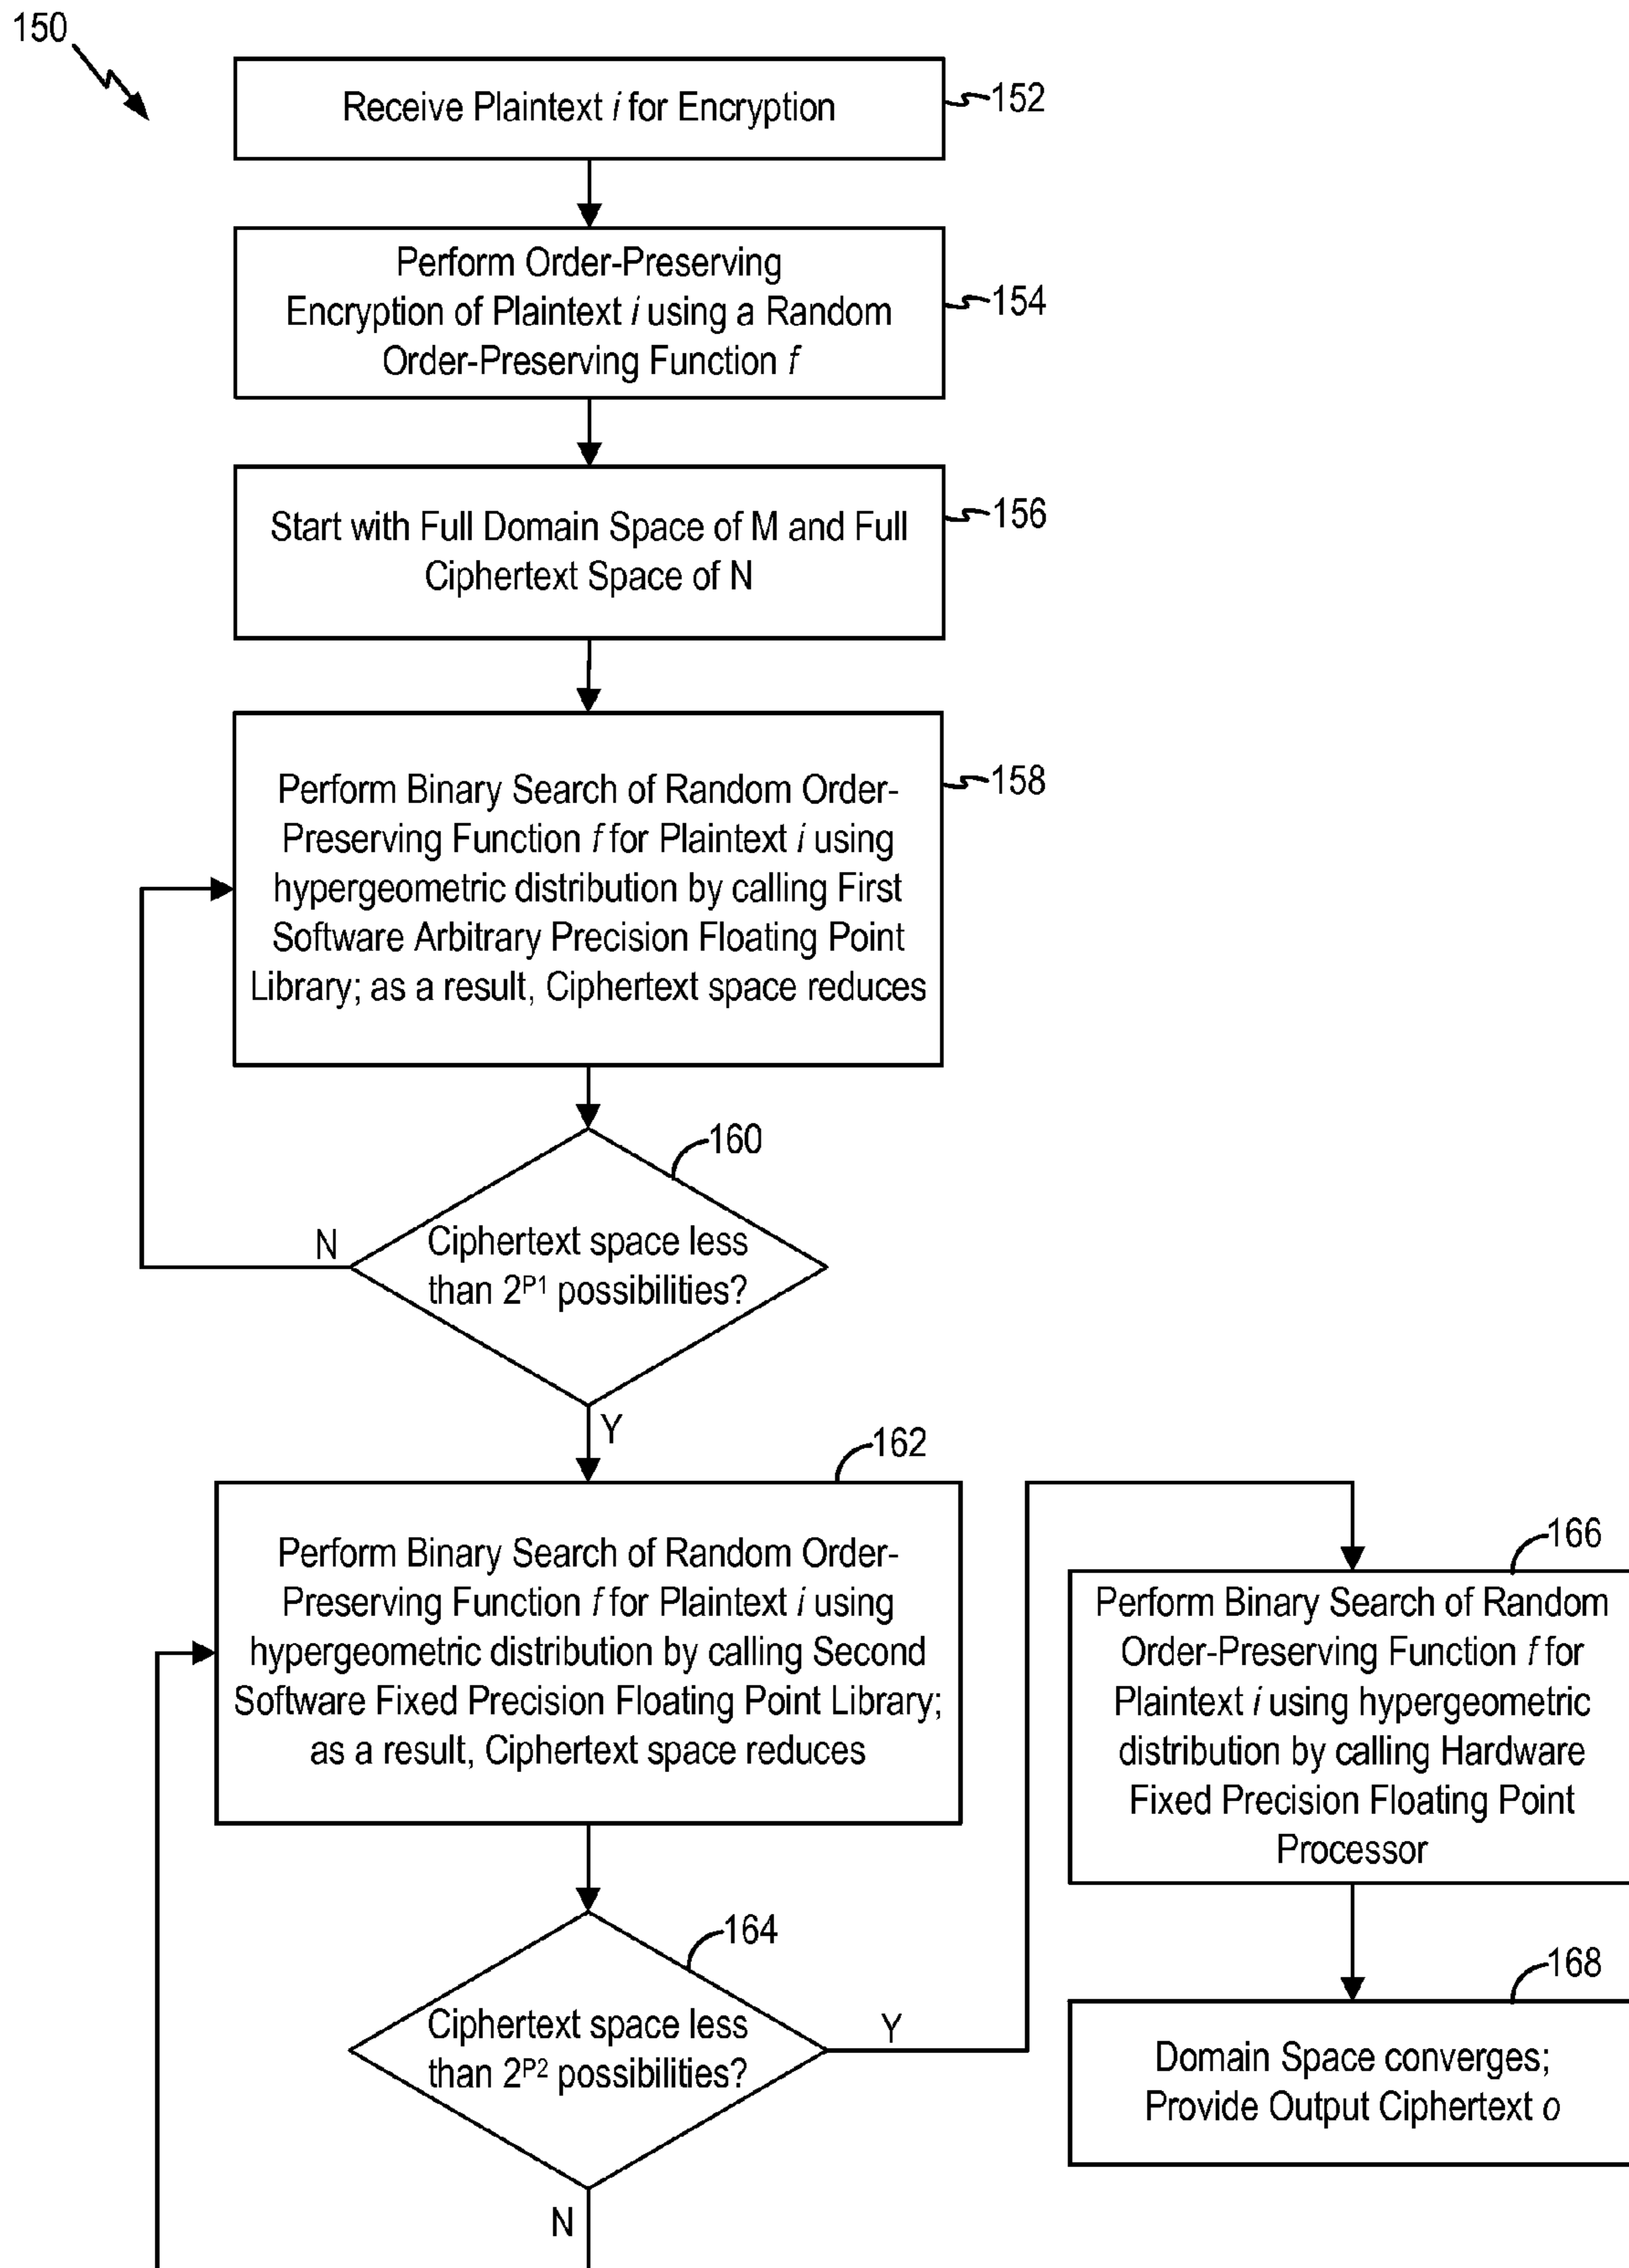 150
Receive Plaintext i for Encryption
152
Perform Order-Preserving
Encryption of Plaintext i using a Random
Order-Preserving Function f
154
Start with Full Domain Space of M and Full
Ciphertext Space of N
156
Perform Binary Search of Random Order-
Preserving Function f for Plaintext i using
hypergeometric distribution by calling First
Software Arbitrary Precision Floating Point
Library; as a result, Ciphertext space reduces
158
160
Ciphertext space less
than 2^P1 possibilities?
N
Y
162
Perform Binary Search of Random Order-
Preserving Function f for Plaintext i using
hypergeometric distribution by calling Second
Software Fixed Precision Floating Point Library;
as a result, Ciphertext space reduces
164
Ciphertext space less
than 2^P2 possibilities?
Y
N
166
Perform Binary Search of Random
Order-Preserving Function f for
Plaintext i using hypergeometric
distribution by calling Hardware
Fixed Precision Floating Point
Processor
168
Domain Space converges;
Provide Output Ciphertext o